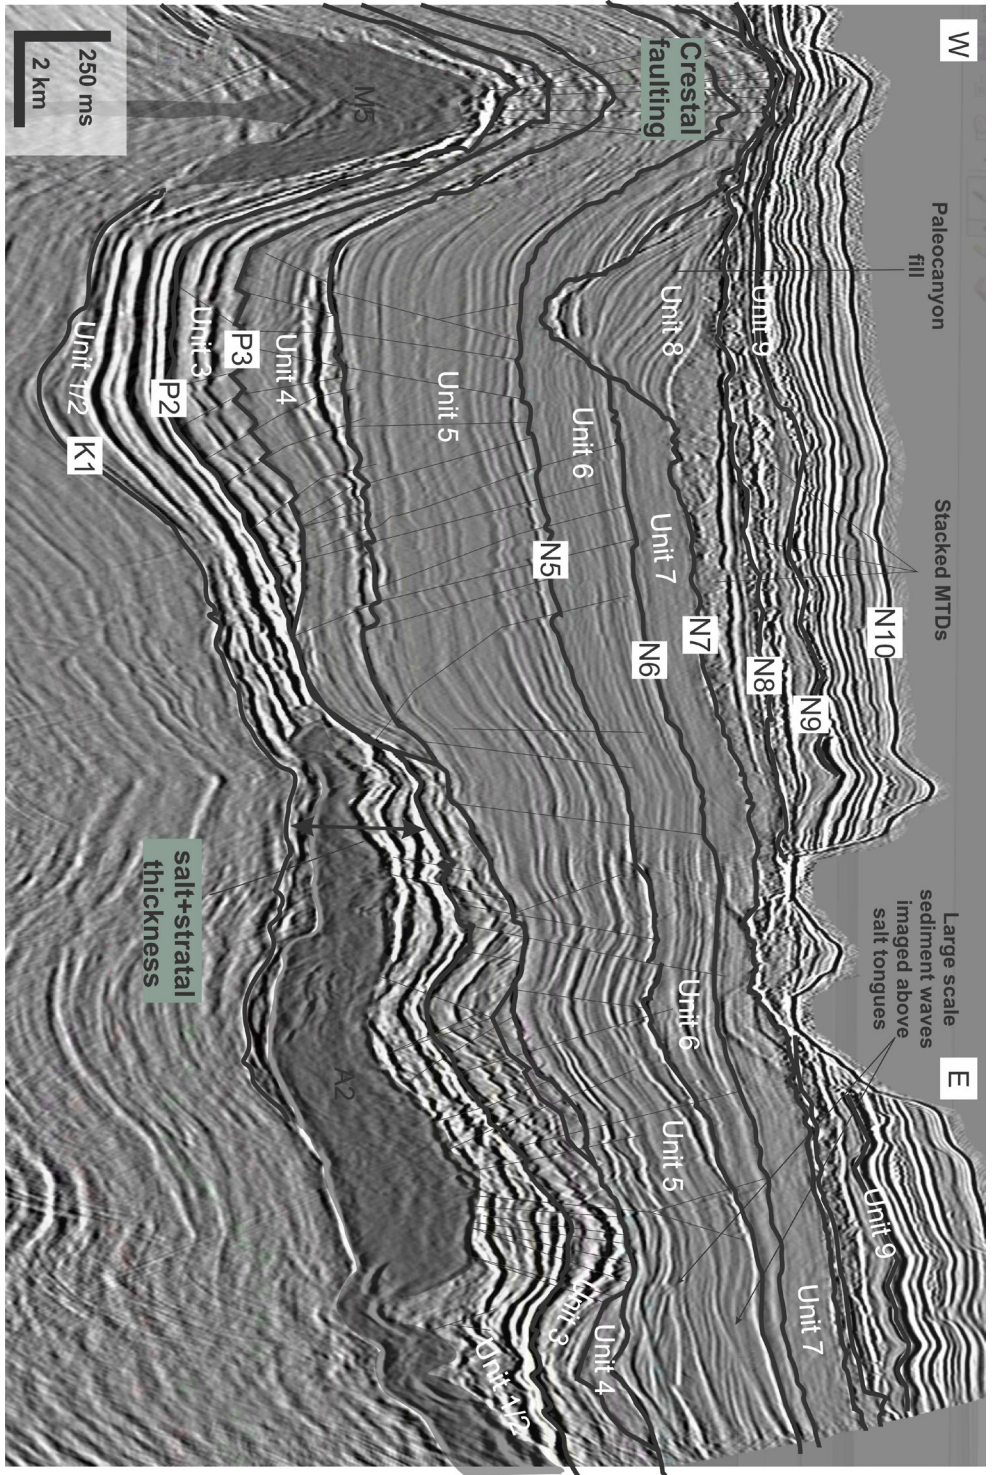 W
E
Paleocanyon
fill
Stacked MTDs
Large scale
sediment waves
imaged above
salt tongues
Crestal
faulting
N10
Unit 9
N9
N8
Unit 9
Unit 8
N7
Unit 7
Unit 7
N6
Unit 6
Unit 6
N5
Unit 5
Unit 5
Unit 4
Unit 4
P3
Unit 3
Unit 3
P2
Unit 1/2
Unit 1/2
K1
M5
A2
salt+stratal
thickness
250 ms
2 km